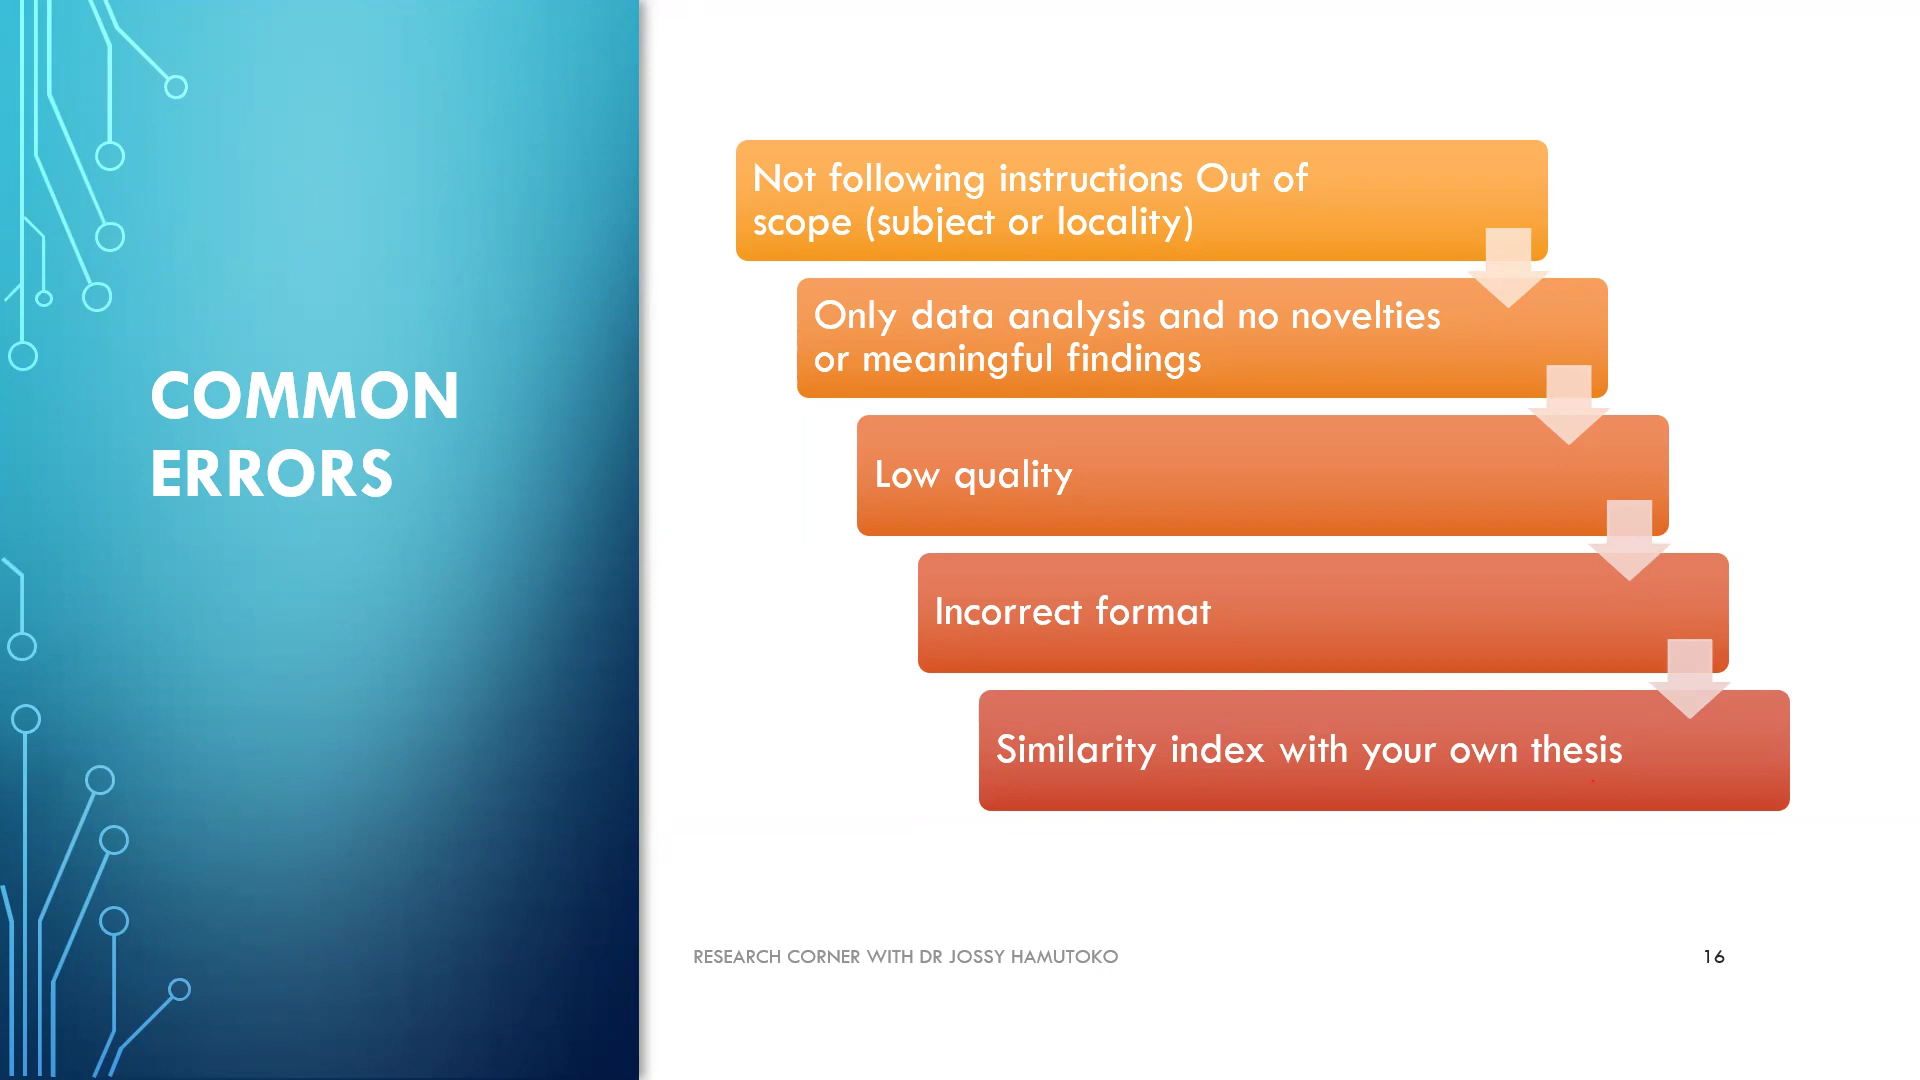 COMMON
ERRORS
Not following instructions Out of
scope (subject or locality)
Only data analysis and no novelties
or meaningful findings
Low quality
Incorrect format
Similarity index with your own thesis
RESEARCH CORNER WITH DR JOSSY HAMUTOKO
16